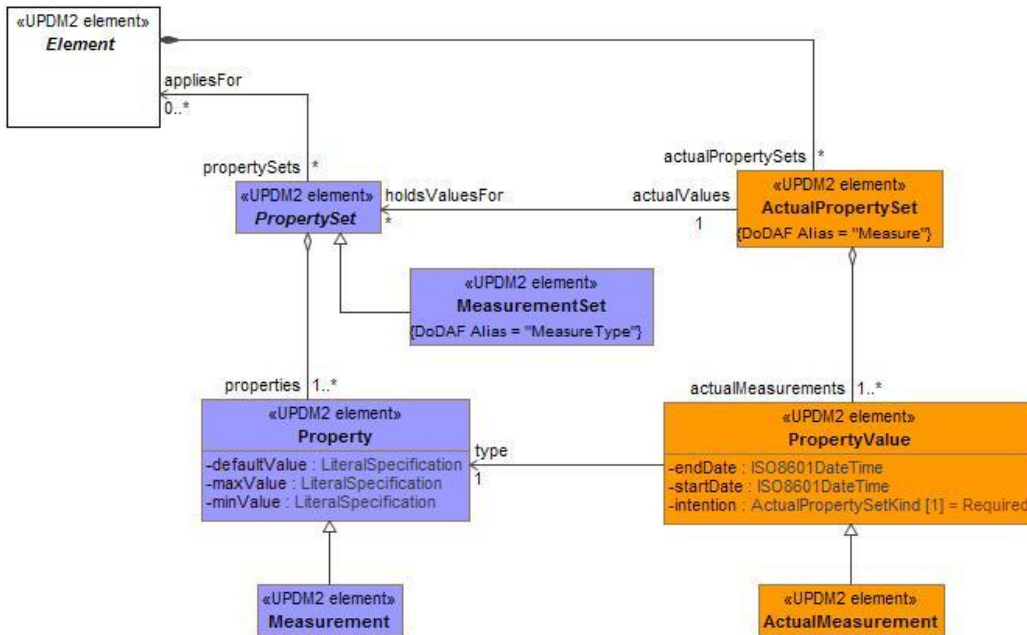 «UPDM2 element»
Element
appliesFor
0..*
propertySets *
actualPropertySets *
«UPDM2 element»
PropertySet
holdsValuesFor
*
actualValues
1
«UPDM2 element»
ActualPropertySet
{DoDAF Alias = "Measure"}
«UPDM2 element»
MeasurementSet
{DoDAF Alias = "MeasureType"}
properties 1..*
actualMeasurements 1..*
«UPDM2 element»
Property
-defaultValue : LiteralSpecification
-maxValue : LiteralSpecification
-minValue : LiteralSpecification
type
1
«UPDM2 element»
PropertyValue
-endDate : ISO8601DateTime
-startDate : ISO8601DateTime
-intention : ActualPropertySetKind [1] = Required
«UPDM2 element»
Measurement
«UPDM2 element»
ActualMeasurement